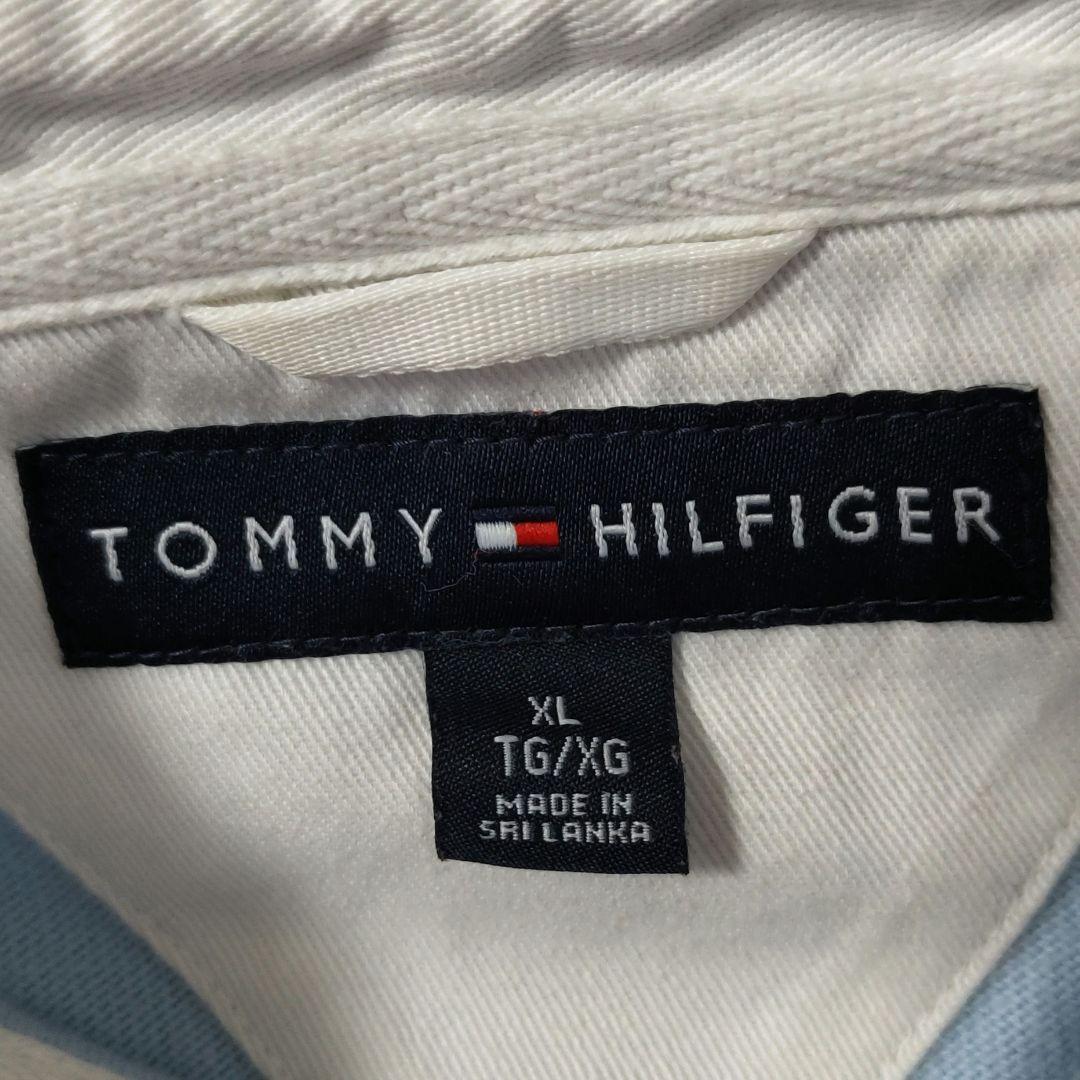 TOMMY HILFIGER
XL
TG/XG
MADE IN
SRI LANKA